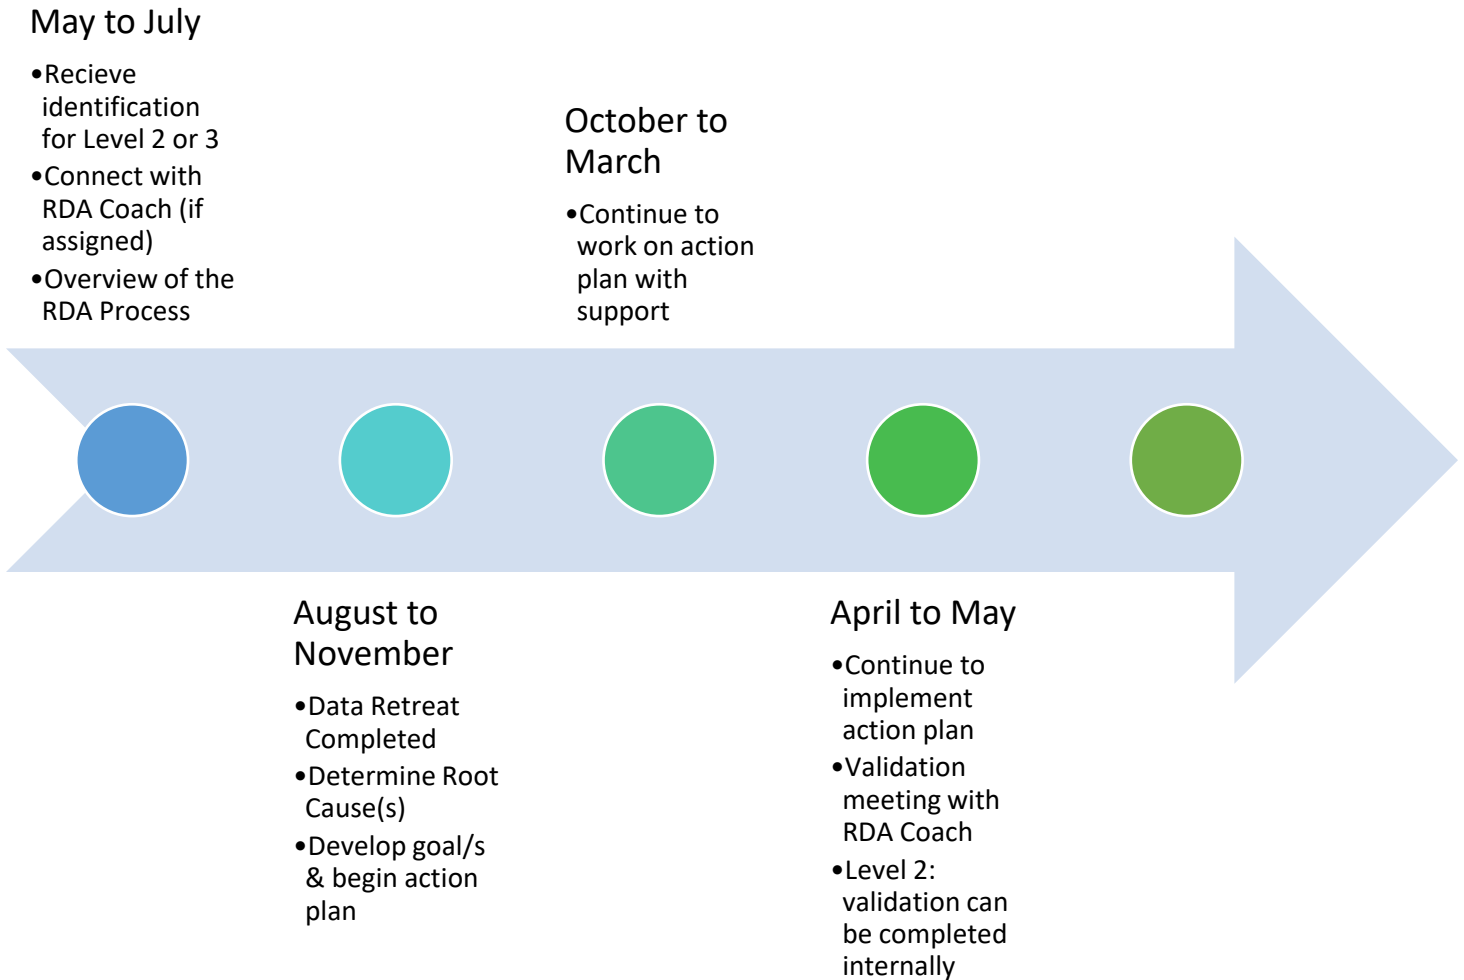 May to July
•Recieve
identification
for Level 2 or 3
•Connect with
RDA Coach (if
assigned)
•Overview of the
RDA Process
August to
November
•Data Retreat
Completed
•Determine Root
Cause(s)
•Develop goal/s
& begin action
plan
October to
March
•Continue to
work on action
plan with
support
April to May
•Continue to
implement
action plan
•Validation
meeting with
RDA Coach
•Level 2:
validation can
be completed
internally